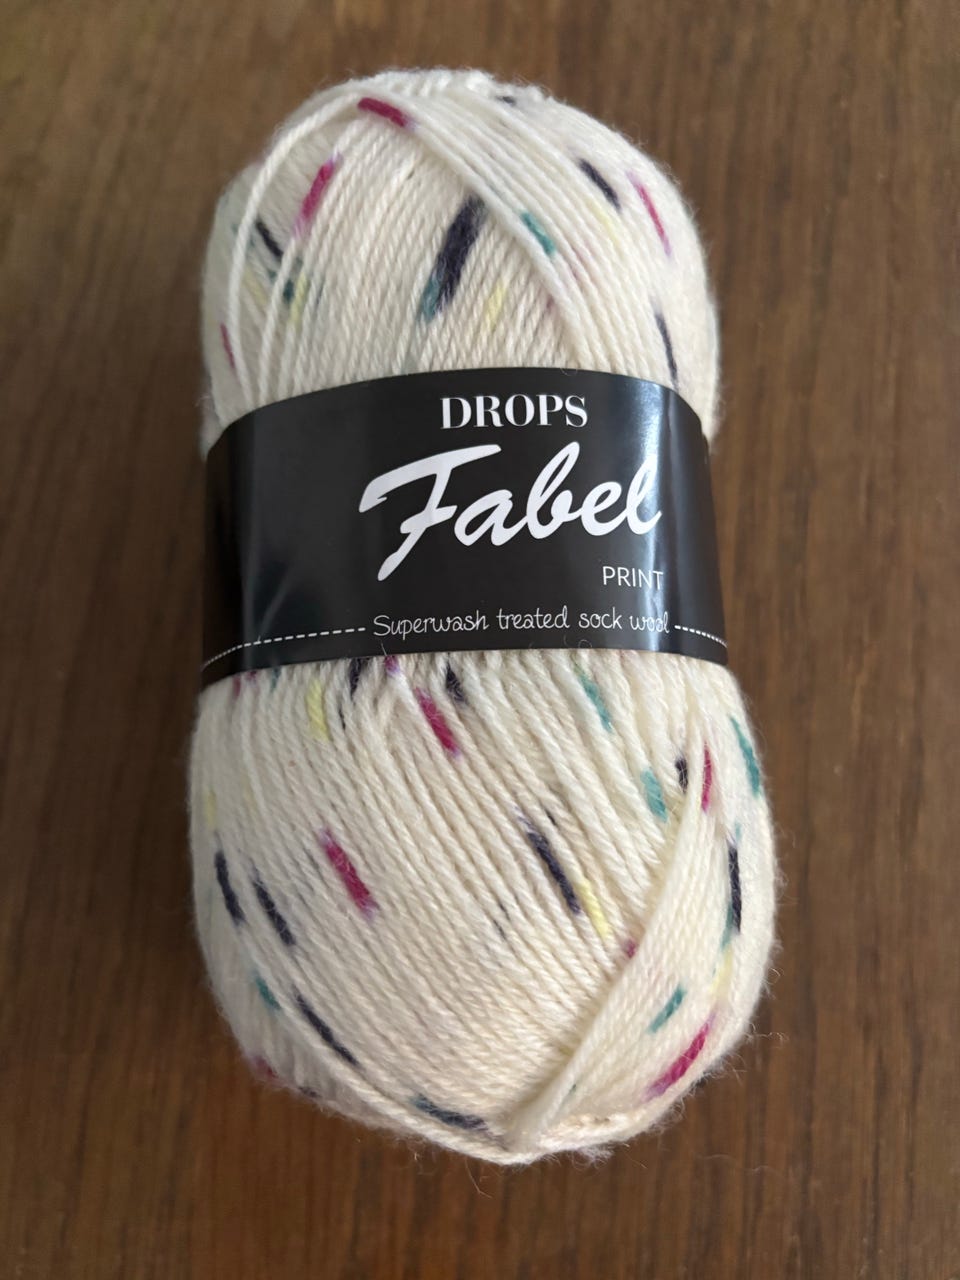 DROPS
Fabel
PRINT
Superwash treated sock wool